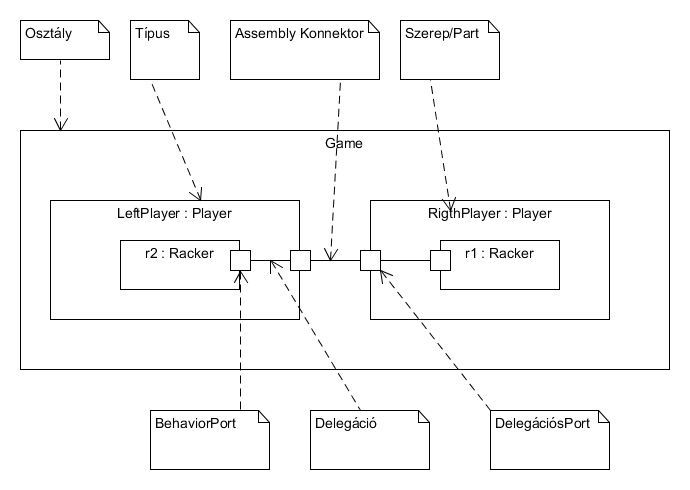 Osztály
Típus
Assembly Konnektor
Szerep/Part
Game
LeftPlayer : Player
RigthPlayer : Player
r2 : Racker
r1 : Racker
BehaviorPort
Delegáció
DelegációsPort